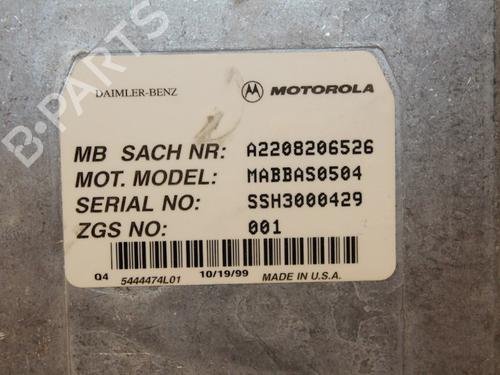 DAIMLER-BENZ MOTOROLA
MB SACH NR: A2208206526
MOT. MODEL: MABBAS0504
SERIAL NO: SSH3000429
ZGS NO: 001
Q4 5444474L01 10/19/99 MADE IN U.S.A.
B-PARTS